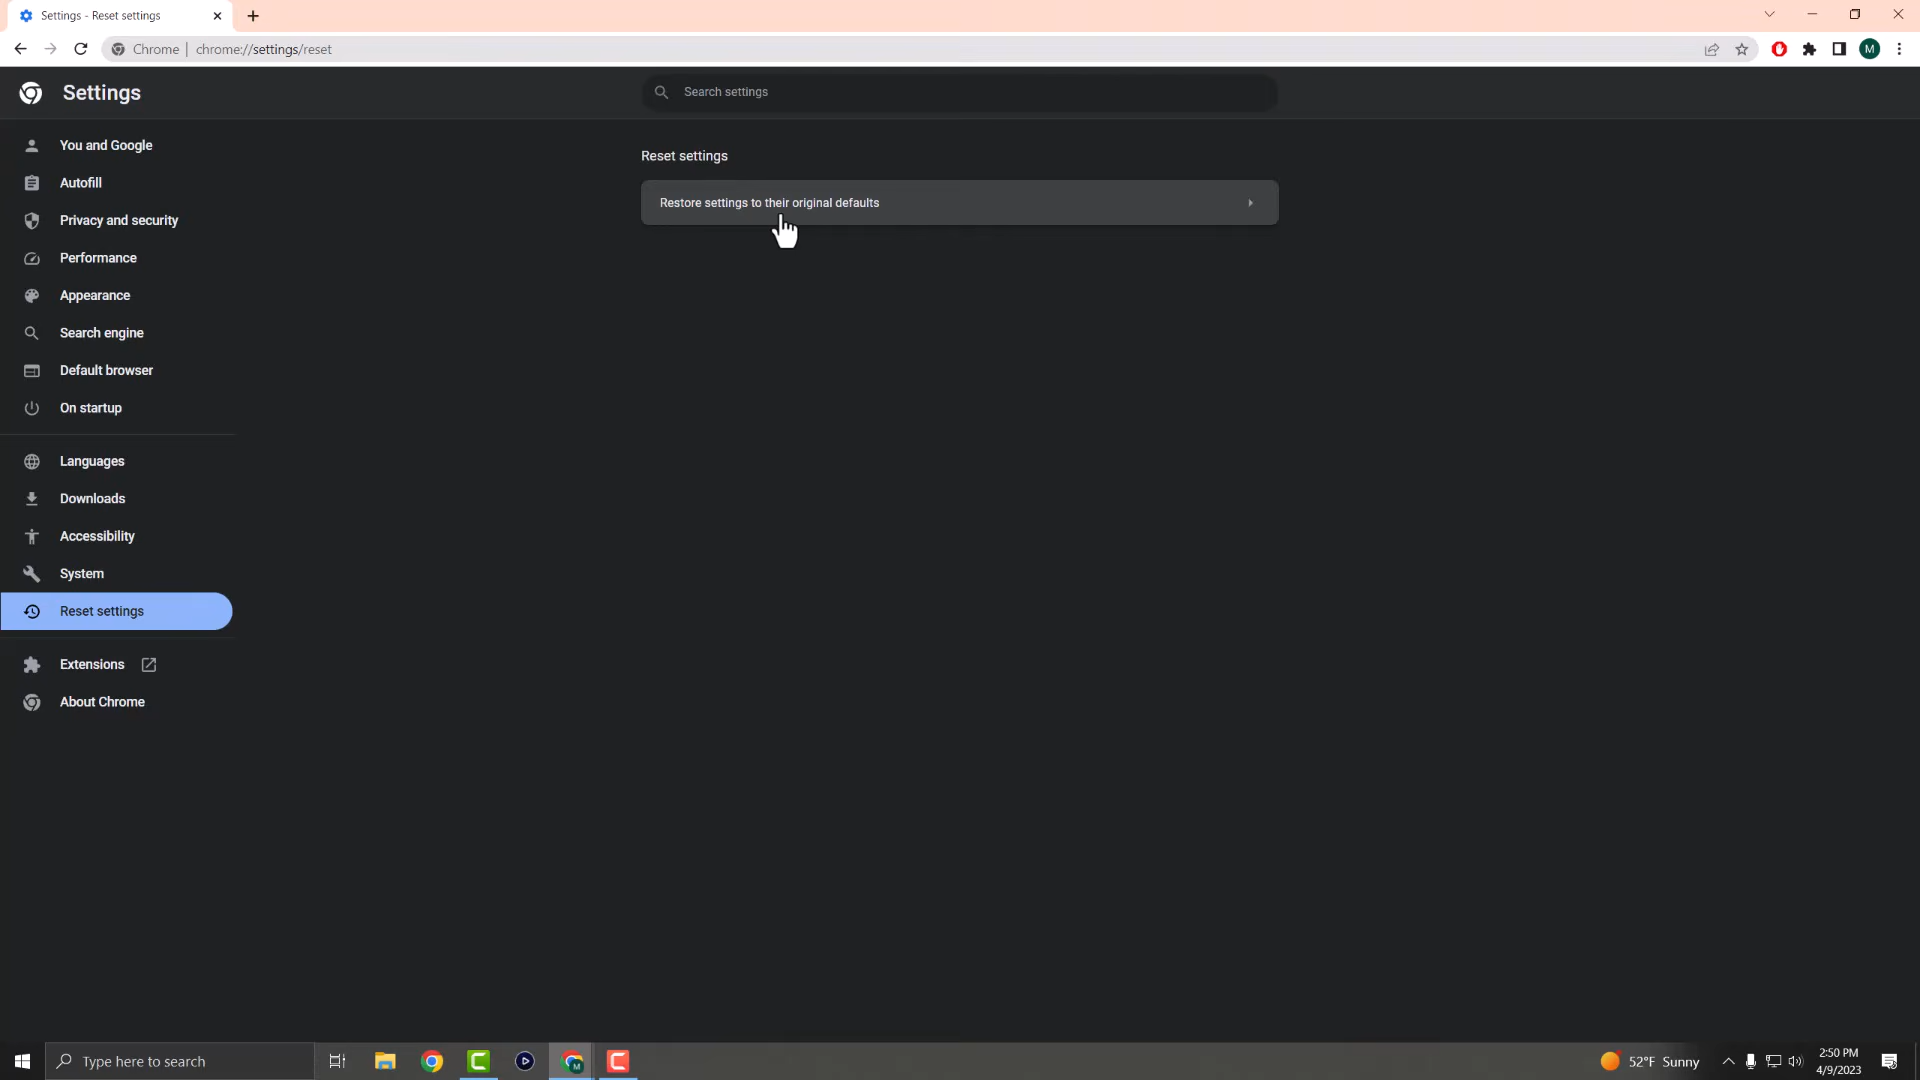 Settings - Reset settings
Chrome | chrome://settings/reset
M
Settings
Search settings
You and Google
Autofill
Privacy and security
Performance
Appearance
Search engine
Default browser
On startup
Languages
Downloads
Accessibility
System
Reset settings
Extensions
About Chrome
Reset settings
Restore settings to their original defaults
Type here to search
M
52°F Sunny
2:50 PM
4/9/2023